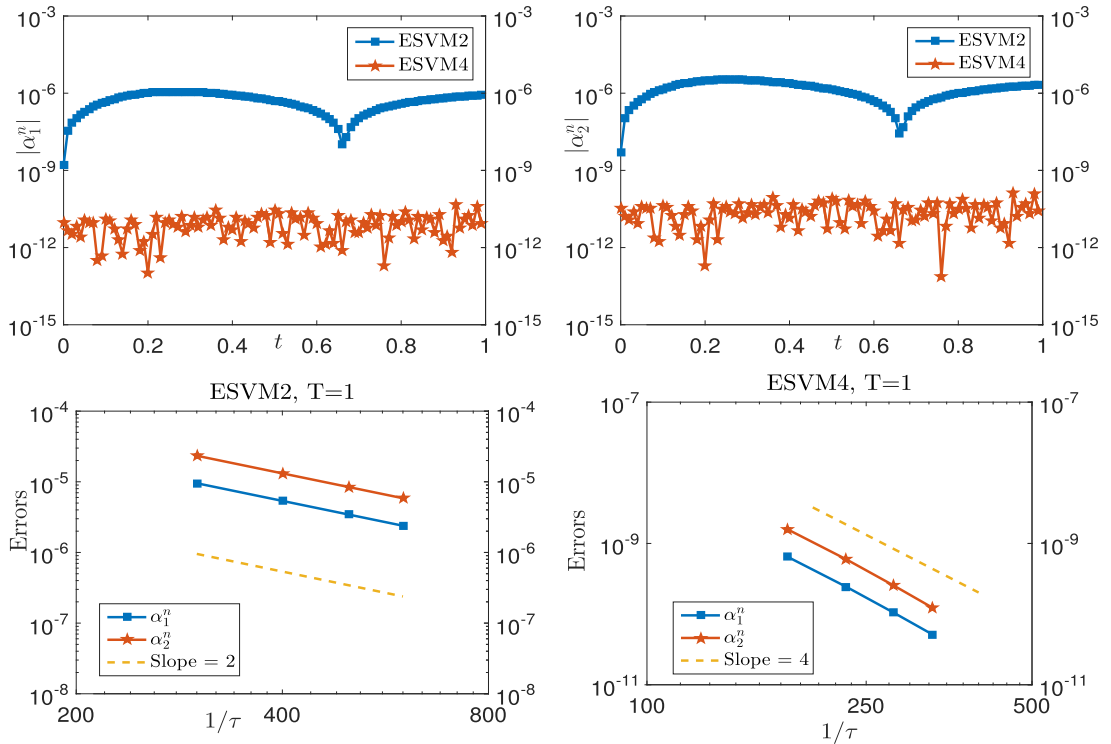 10^{-3} 10^{-3}
ESVM2
ESVM4
10^{-6} 10^{-6}
|α_1^n|
10^{-9} 10^{-9}
10^{-12} 10^{-12}
10^{-15} 10^{-15}
0 0.2 0.4 0.6 0.8 1
t
10^{-3} 10^{-3}
ESVM2
ESVM4
10^{-6} 10^{-6}
|α_2^n|
10^{-9} 10^{-9}
10^{-12} 10^{-12}
10^{-15} 10^{-15}
0 0.2 0.4 0.6 0.8 1
t
ESVM2, T=1
10^{-4} 10^{-4}
10^{-5} 10^{-5}
Errors
10^{-6} 10^{-6}
10^{-7} 10^{-7}
α_1^n
α_2^n
Slope = 2
10^{-8} 10^{-8}
200 400 800
1/τ
ESVM4, T=1
10^{-7} 10^{-7}
Errors
10^{-9} 10^{-9}
α_1^n
α_2^n
Slope = 4
10^{-11} 10^{-11}
100 250 500
1/τ